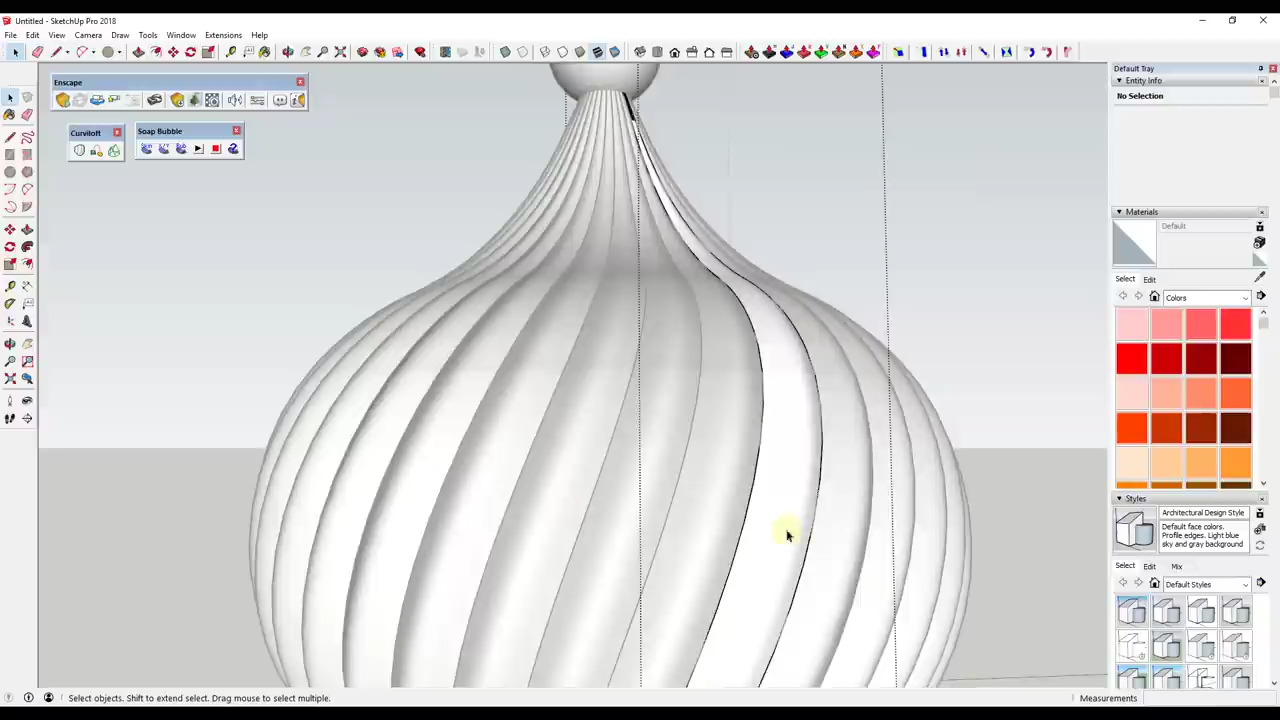 Untitled - SketchUp Pro 2018
File Edit View Camera Draw Tools Window Extensions Help
Default Tray
Enscape
Entity Info
No Selection
Curviloft
Soap Bubble
Materials
Default
Select Edit
Colors
Styles
Architectural Design Style
Default face colors.
Profile edges. Light blue
sky and gray background
Select Edit Mix
Default Styles
Select objects. Shift to extend select. Drag mouse to select multiple.
Measurements